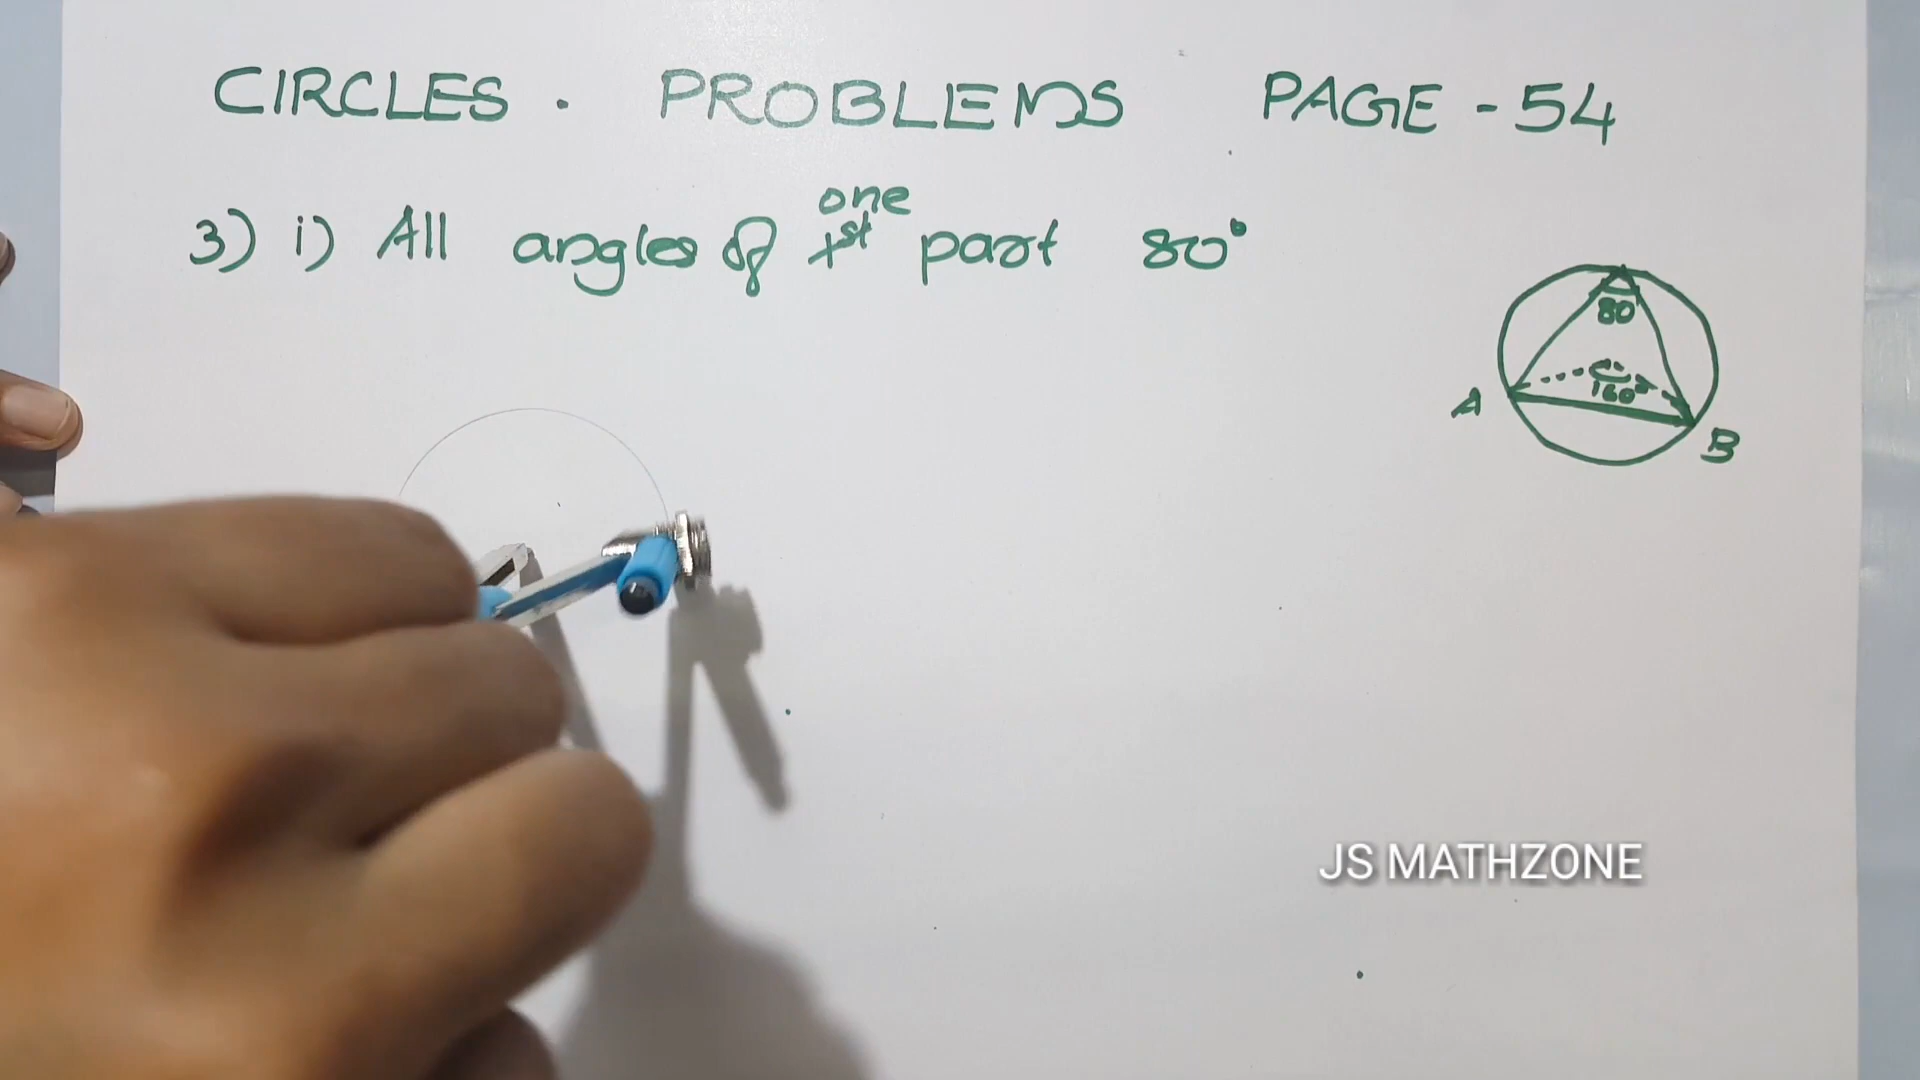 CIRCLES. PROBLEMS PAGE - 54
one
3) i) All angles of 1st part 80°
80
160°
A
B
JS MATHZONE